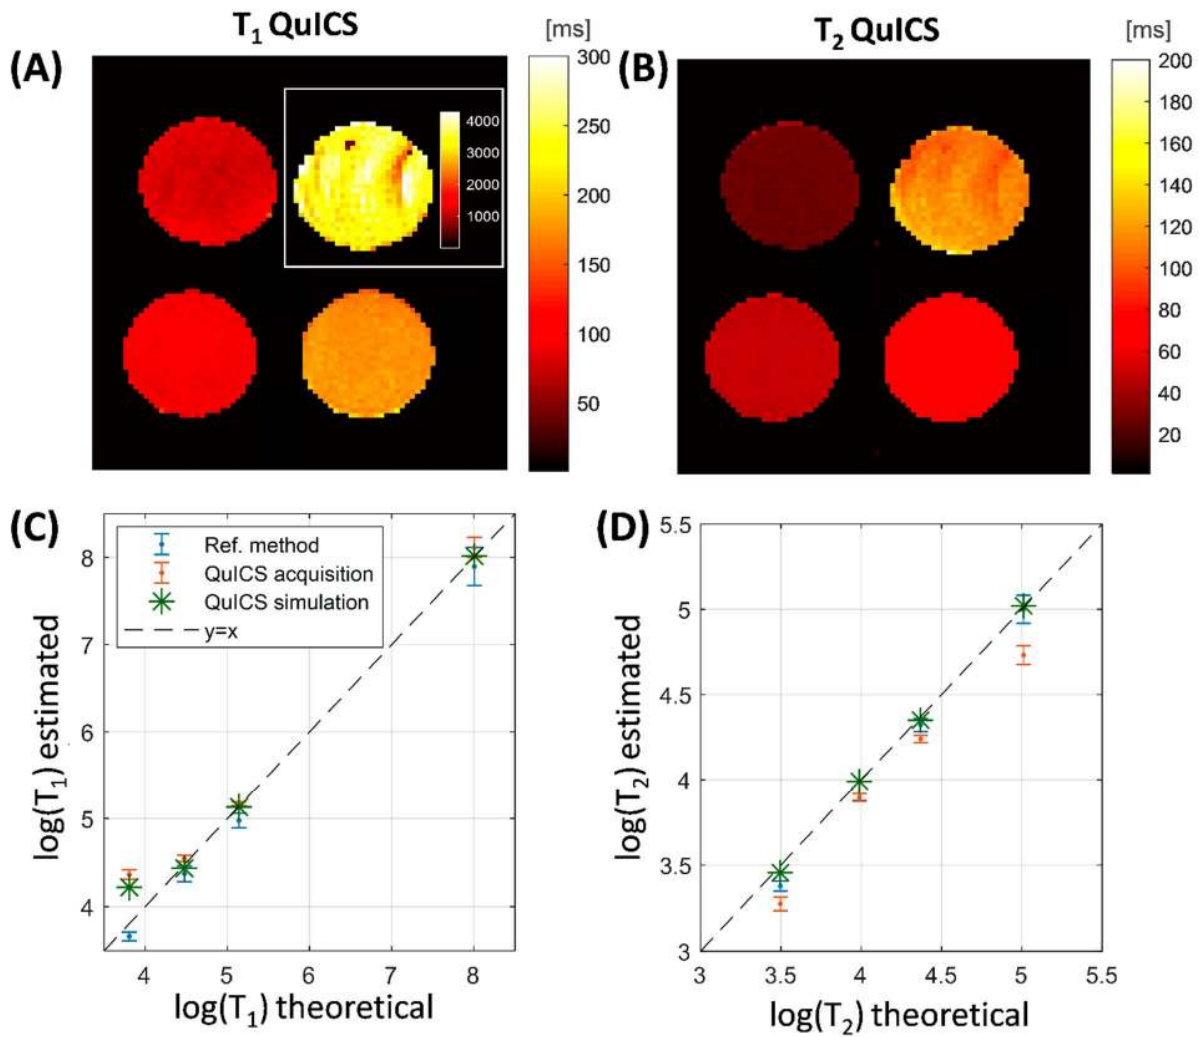 T₁ QuICS
[ms]
T₂ QuICS
[ms]
(A)
300
250
200
150
100
50
4000
3000
2000
1000
(B)
200
180
160
140
120
100
80
60
40
20
(C)
Ref. method
QuICS acquisition
QuICS simulation
y=x
8
7
6
5
4
log(T₁) estimated
4
5
6
7
8
log(T₁) theoretical
(D)
5.5
5
4.5
4
3.5
3
log(T₂) estimated
3
3.5
4
4.5
5
5.5
log(T₂) theoretical